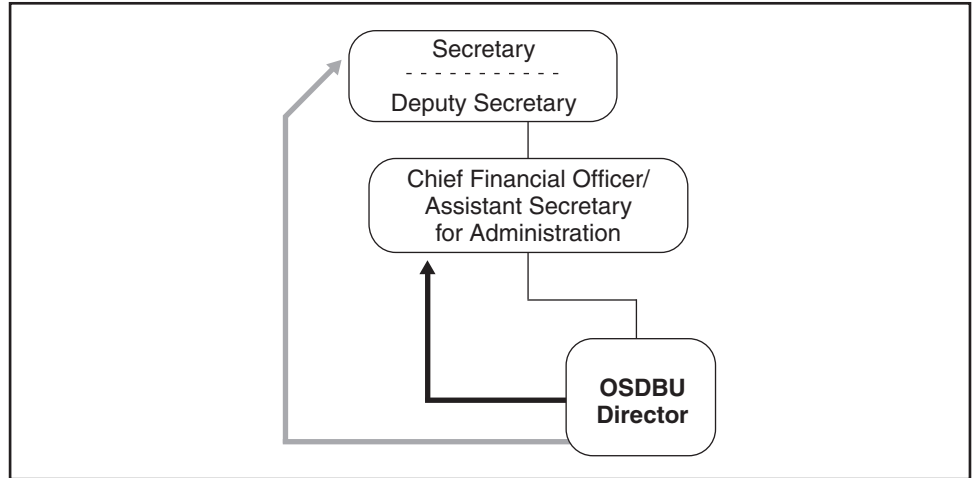 Secretary
Deputy Secretary
Chief Financial Officer/
Assistant Secretary
for Administration
OSDBU
Director